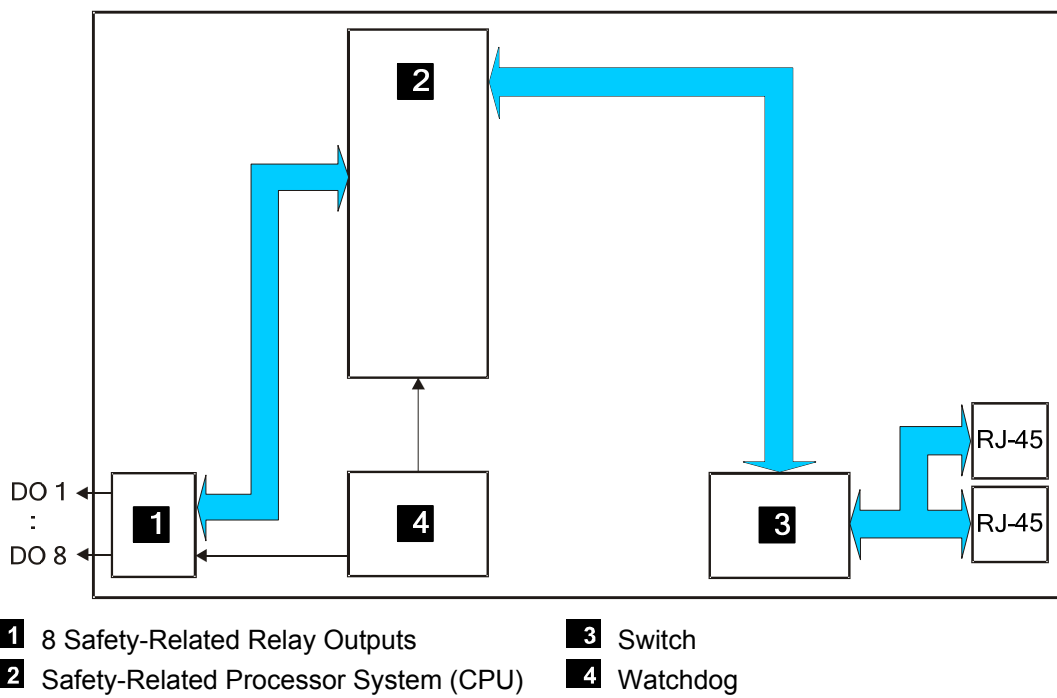 2
RJ-45
DO 1
:
DO 8
1
4
3
RJ-45
1 8 Safety-Related Relay Outputs
3 Switch
2 Safety-Related Processor System (CPU)
4 Watchdog